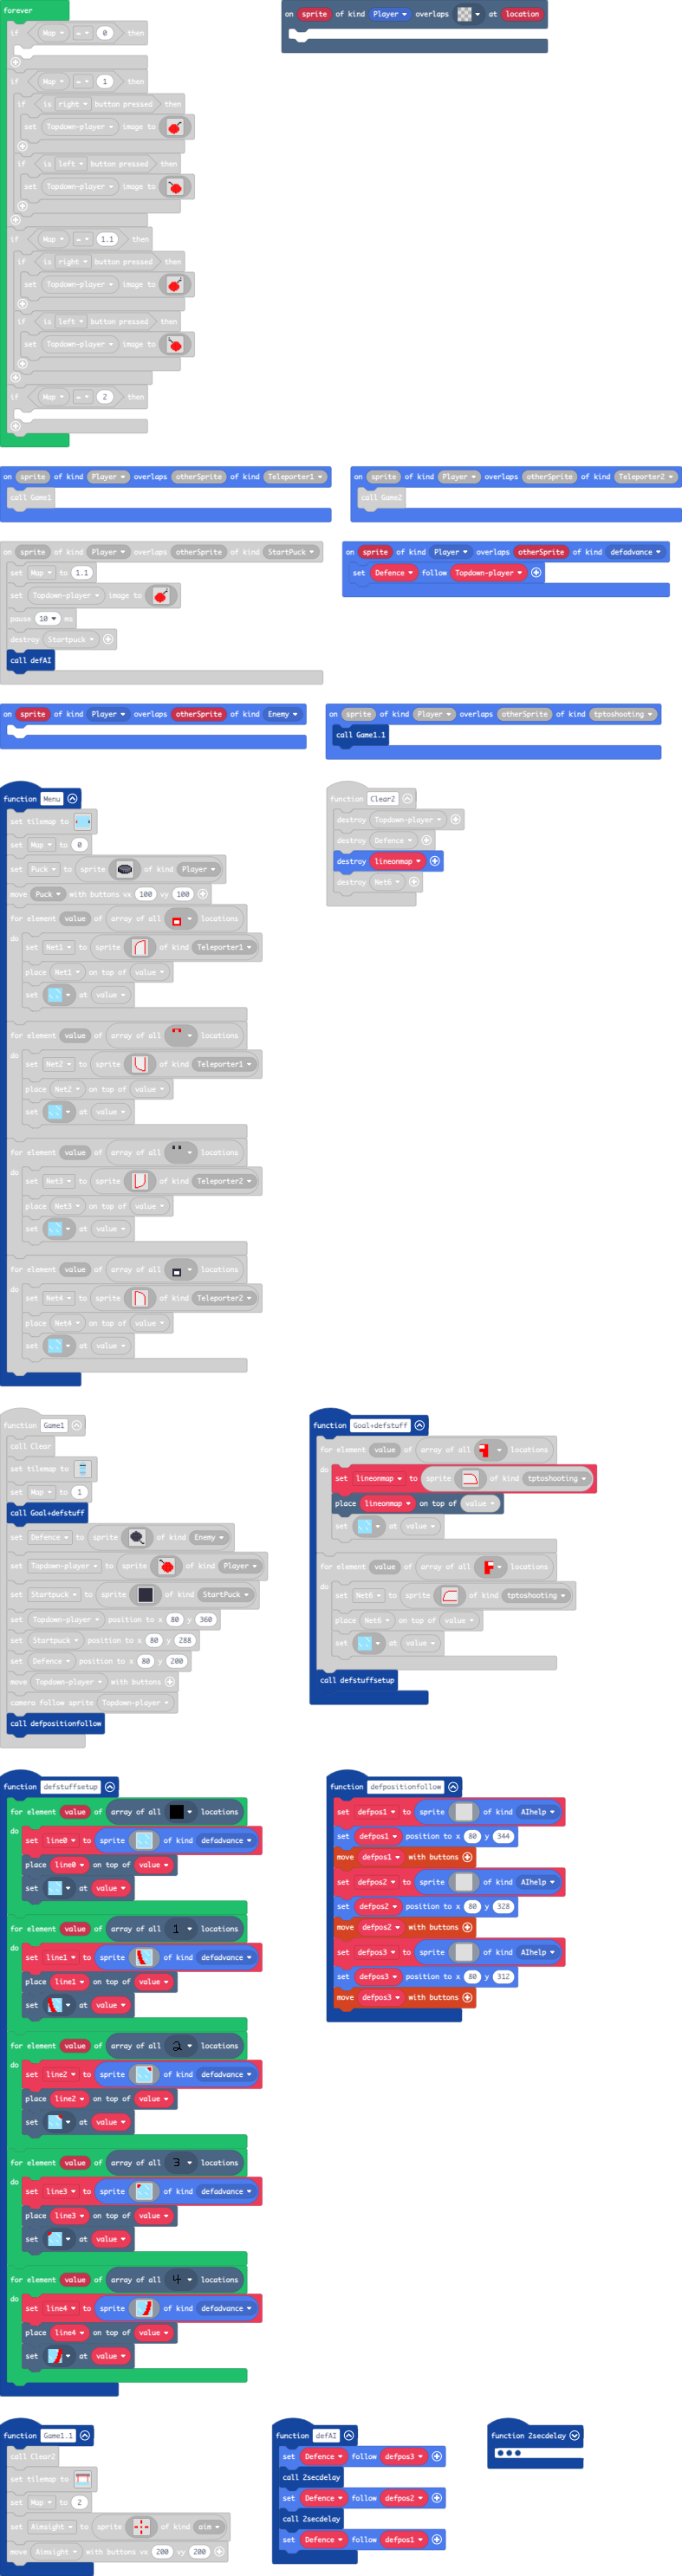 forever
on sprite of kind Player overlaps at location
if Map = 0 then
if Map = 1 then
if is right button pressed then
set Topdown-player image to
if is left button pressed then
set Topdown-player image to
if Map = 1.1 then
if is right button pressed then
set Topdown-player image to
if is left button pressed then
set Topdown-player image to
if Map = 2 then
on sprite of kind Player overlaps otherSprite of kind Teleporter1
call Game1
on sprite of kind Player overlaps otherSprite of kind Teleporter2
call Game2
on sprite of kind Player overlaps otherSprite of kind StartPuck
set Map to 1.1
set Topdown-player image to
pause 10 ms
destroy Startpuck
call defAI
on sprite of kind Player overlaps otherSprite of kind defadvance
set Defence follow Topdown-player
on sprite of kind Player overlaps otherSprite of kind Enemy
on sprite of kind Player overlaps otherSprite of kind tptoshooting
call Game1.1
function Menu
set tilemap to
set Map to 0
set Puck to sprite of kind Player
move Puck with buttons vx 100 vy 100
for element value of array of all locations
do
set Net1 to sprite of kind Teleporter1
place Net1 on top of value
set at value
for element value of array of all locations
do
set Net2 to sprite of kind Teleporter1
place Net2 on top of value
set at value
for element value of array of all locations
do
set Net3 to sprite of kind Teleporter2
place Net3 on top of value
set at value
for element value of array of all locations
do
set Net4 to sprite of kind Teleporter2
place Net4 on top of value
set at value
function Clear2
destroy Topdown-player
destroy Defence
destroy lineonmap
destroy Net6
function Game1
call Clear
set tilemap to
set Map to 1
call Goal+defstuff
set Defence to sprite of kind Enemy
set Topdown-player to sprite of kind Player
set Startpuck to sprite of kind StartPuck
set Topdown-player position to x 80 y 360
set Startpuck position to x 80 y 288
set Defence position to x 80 y 200
move Topdown-player with buttons
camera follow sprite Topdown-player
call defpositionfollow
function Goal+defstuff
for element value of array of all locations
do
set lineonmap to sprite of kind tptoshooting
place lineonmap on top of value
set at value
for element value of array of all locations
do
set Net6 to sprite of kind tptoshooting
place Net6 on top of value
set at value
call defstuffsetup
function defstuffsetup
for element value of array of all locations
do
set line0 to sprite of kind defadvance
place line0 on top of value
set at value
for element value of array of all 1 locations
do
set line1 to sprite of kind defadvance
place line1 on top of value
set at value
for element value of array of all 2 locations
do
set line2 to sprite of kind defadvance
place line2 on top of value
set at value
for element value of array of all 3 locations
do
set line3 to sprite of kind defadvance
place line3 on top of value
set at value
for element value of array of all 4 locations
do
set line4 to sprite of kind defadvance
place line4 on top of value
set at value
function defpositionfollow
set defpos1 to sprite of kind AIhelp
set defpos1 position to x 80 y 344
move defpos1 with buttons
set defpos2 to sprite of kind AIhelp
set defpos2 position to x 80 y 328
move defpos2 with buttons
set defpos3 to sprite of kind AIhelp
set defpos3 position to x 80 y 312
move defpos3 with buttons
function Game1.1
call Clear2
set tilemap to
set Map to 2
set Aimsight to sprite of kind aim
move Aimsight with buttons vx 200 vy 200
function defAI
set Defence follow defpos3
call 2secdelay
set Defence follow defpos2
call 2secdelay
set Defence follow defpos1
function 2secdelay